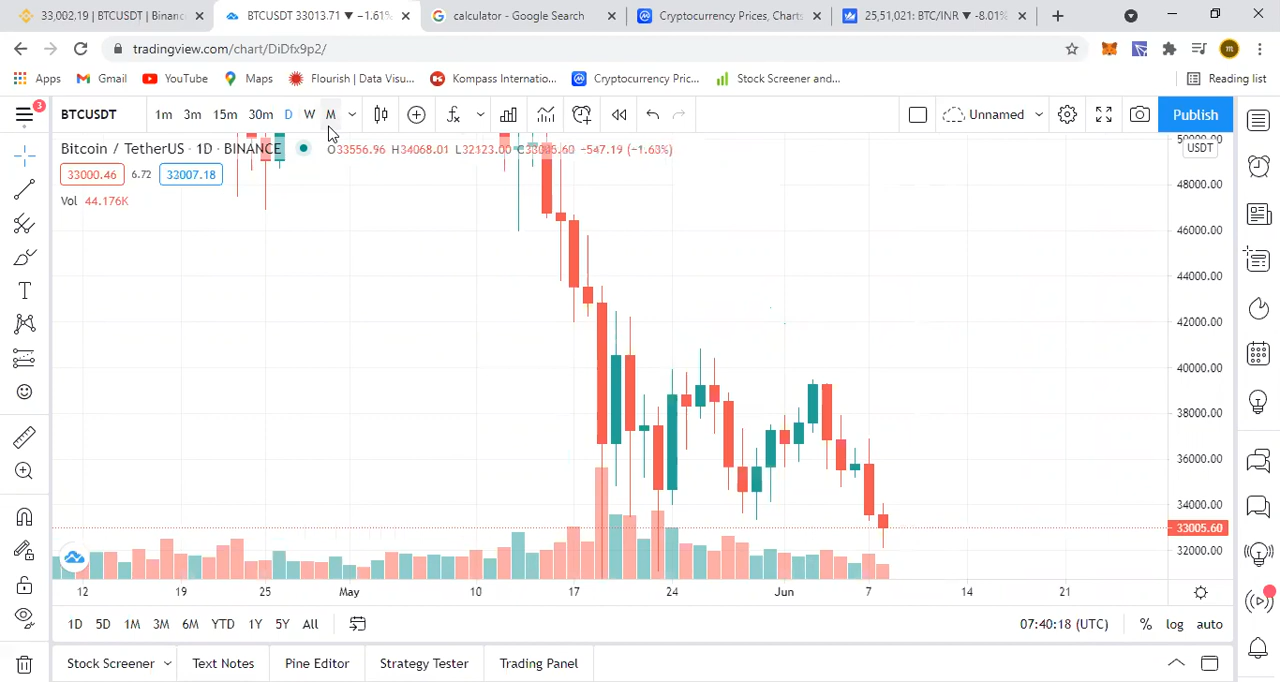 33,002.19 | BTCUSDT | Binan
BTCUSDT 33013.71 ▼ −1.61%
calculator - Google Search
Cryptocurrency Prices, Charts
25,51,021: BTC/INR ▼ -8.01%
tradingview.com/chart/DiDfx9p2/
m
Apps
Gmail
YouTube
Maps
Flourish | Data Visu...
Kompass Internatio...
Cryptocurrency Pric...
Stock Screener and...
Reading list
3
BTCUSDT
1m 3m 15m 30m D W M
Unnamed
Publish
Bitcoin / TetherUS · 1D · BINANCE
O33556.96 H34068.01 L32123.00 −547.19 (−1.63%)
33000.46 6.72 33007.18
Vol 44.176K
50000.00
USDT
48000.00
46000.00
44000.00
42000.00
40000.00
38000.00
36000.00
34000.00
33005.60
32000.00
12 19 25 May 10 17 24 Jun 7 14 21
1D 5D 1M 3M 6M YTD 1Y 5Y All
07:40:18 (UTC) % log auto
Stock Screener Text Notes Pine Editor Strategy Tester Trading Panel